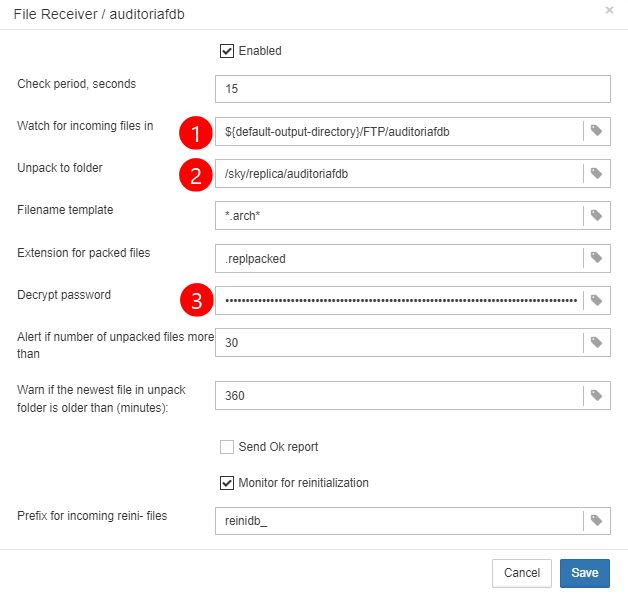 File Receiver / auditoriafdb ×
Enabled
Check period, seconds 15
Watch for incoming files in 1 ${default-output-directory}/FTP/auditoriafdb
Unpack to folder 2 /sky/replica/auditoriafdb
Filename template *.arch*
Extension for packed files .replpacked
Decrypt password 3 ••••••••••••••••••••••••••••••••••••••••••••••••••••••••••••••••••••••••••••••••••••••
Alert if number of unpacked files more
than
30
Warn if the newest file in unpack
folder is older than (minutes):
360
Send Ok report
Monitor for reinitialization
Prefix for incoming reini- files reinidb_
Cancel Save